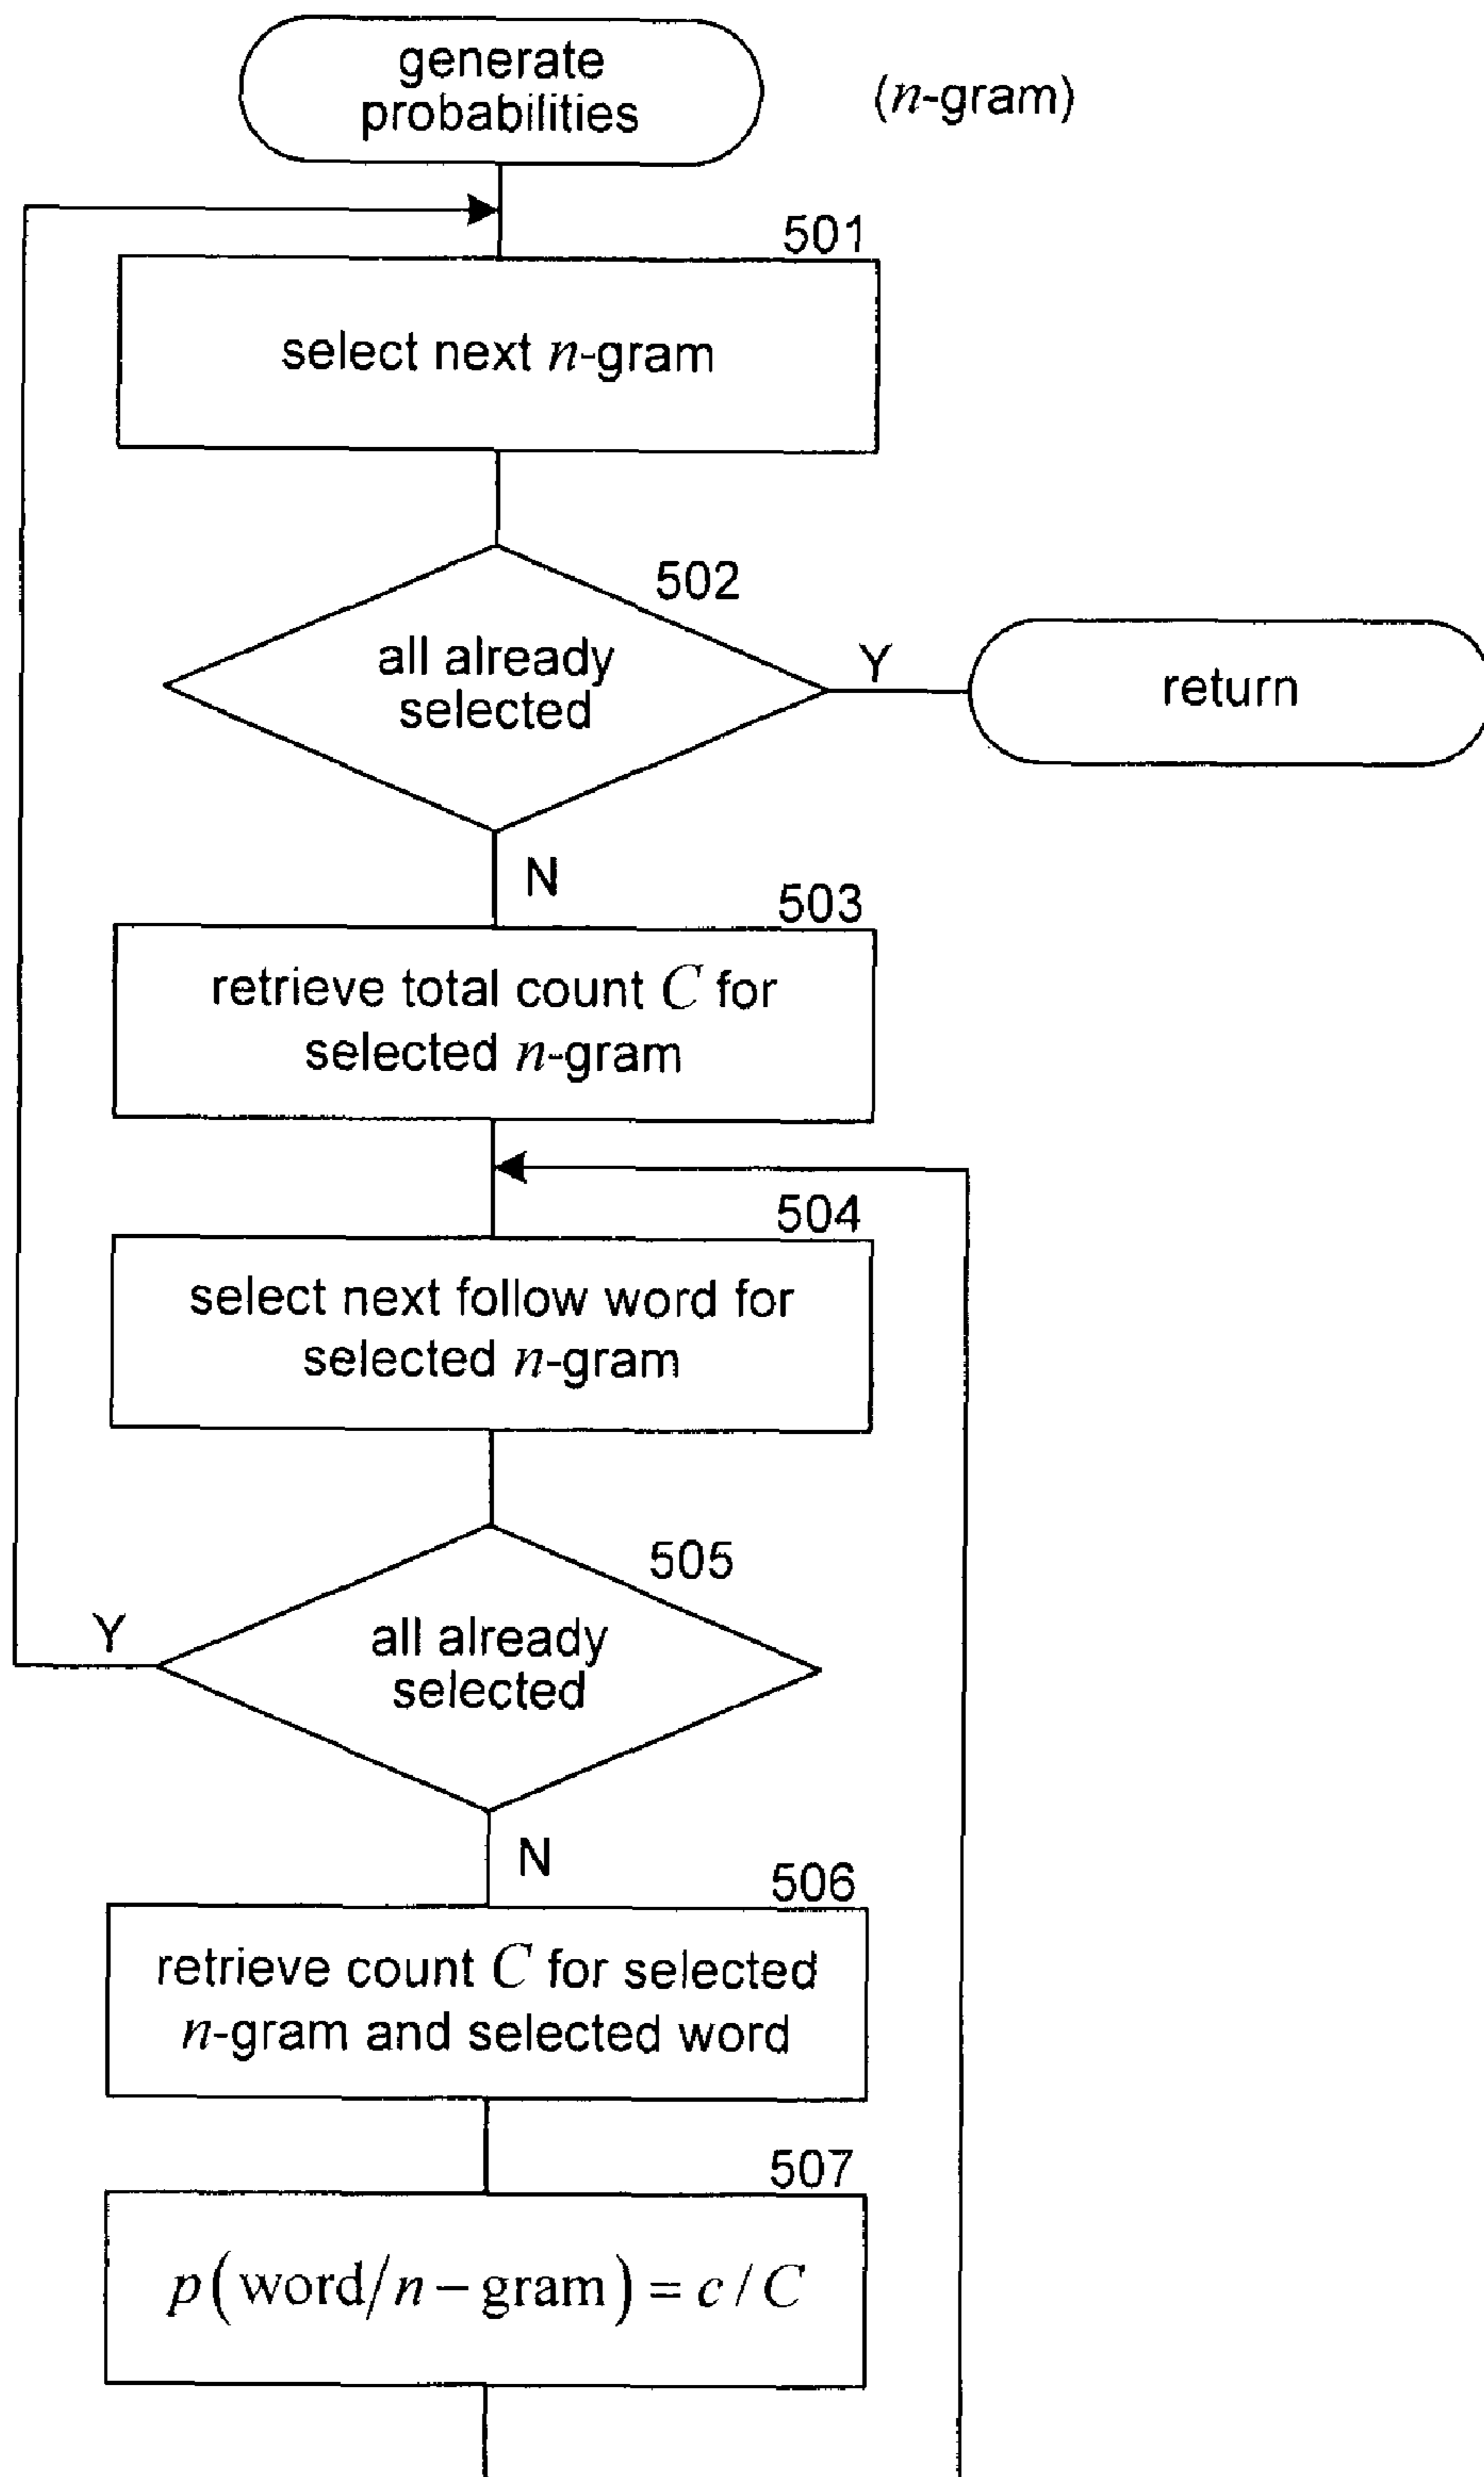 generate
probabilities
(n-gram)
501
select next n-gram
502
all already
selected
Y
return
N
503
retrieve total count C for
selected n-gram
504
select next follow word for
selected n-gram
505
all already
selected
Y
N
506
retrieve count C for selected
n-gram and selected word
507
p(word/n – gram) = c / C